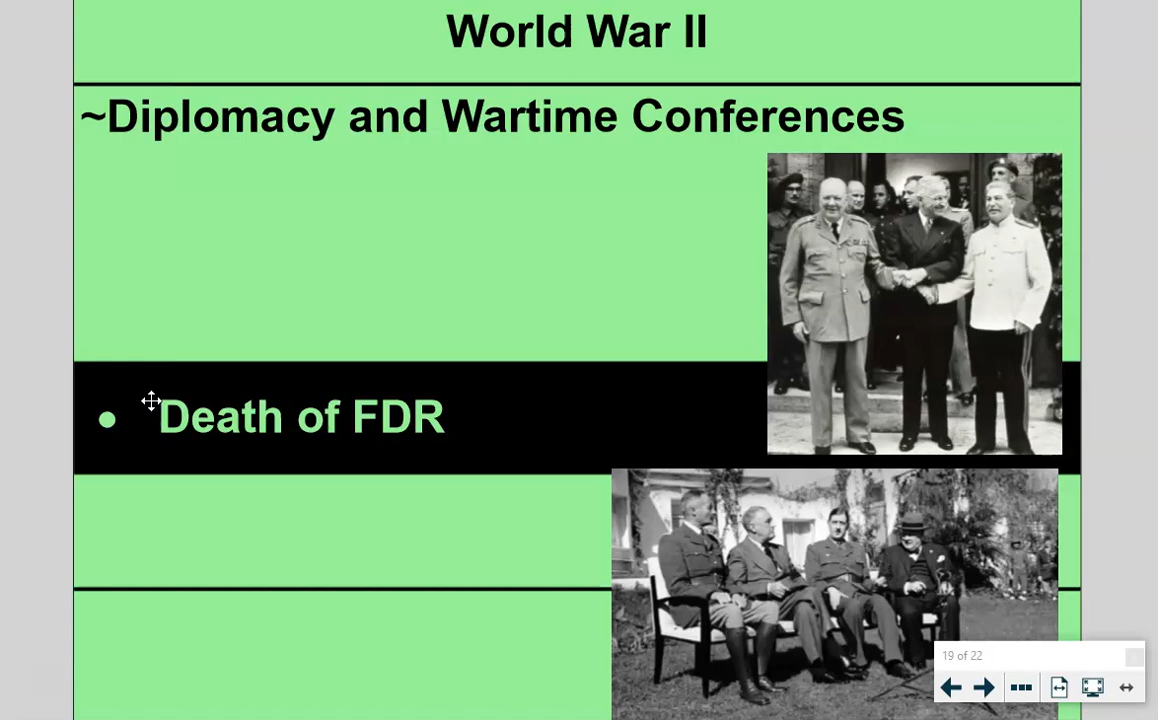 World War II
~Diplomacy and Wartime Conferences
• Death of FDR
19 of 22